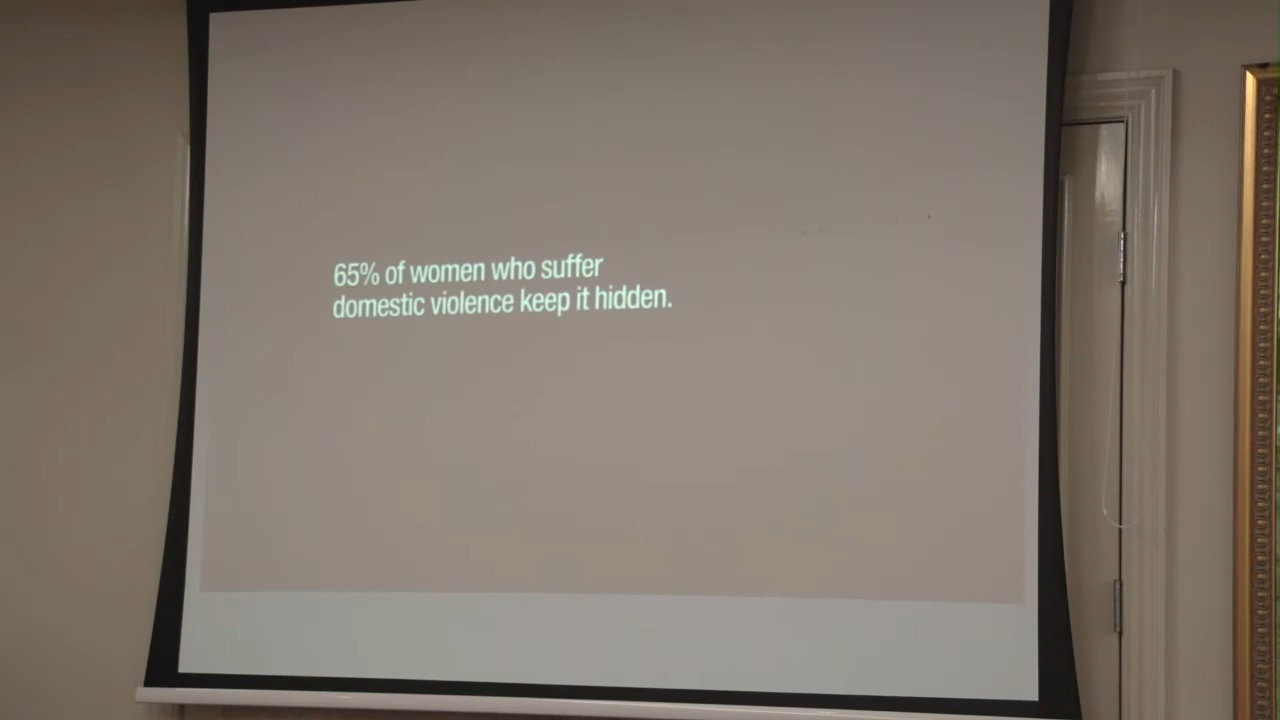 65% of women who suffer
domestic violence keep it hidden.